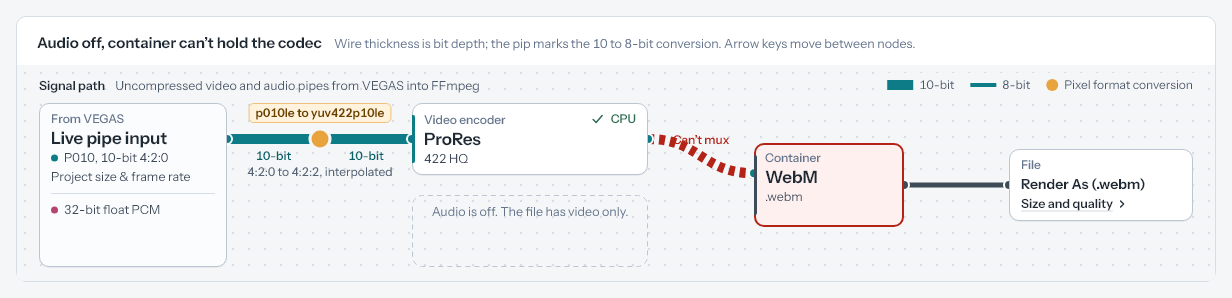 Audio off, container can't hold the codec
Wire thickness is bit depth; the pip marks the 10 to 8-bit conversion. Arrow keys move between nodes.
Signal path
Uncompressed video and audio pipes from VEGAS into FFmpeg
10-bit
8-bit
Pixel format conversion
From VEGAS
Live pipe input
P010, 10-bit 4:2:0
Project size & frame rate
32-bit float PCM
p010le to yuv422p10le
10-bit
10-bit
4:2:0 to 4:2:2, interpolated
Video encoder
CPU
ProRes
422 HQ
Audio is off. The file has video only.
Can't mux
Container
WebM
.webm
File
Render As (.webm)
Size and quality